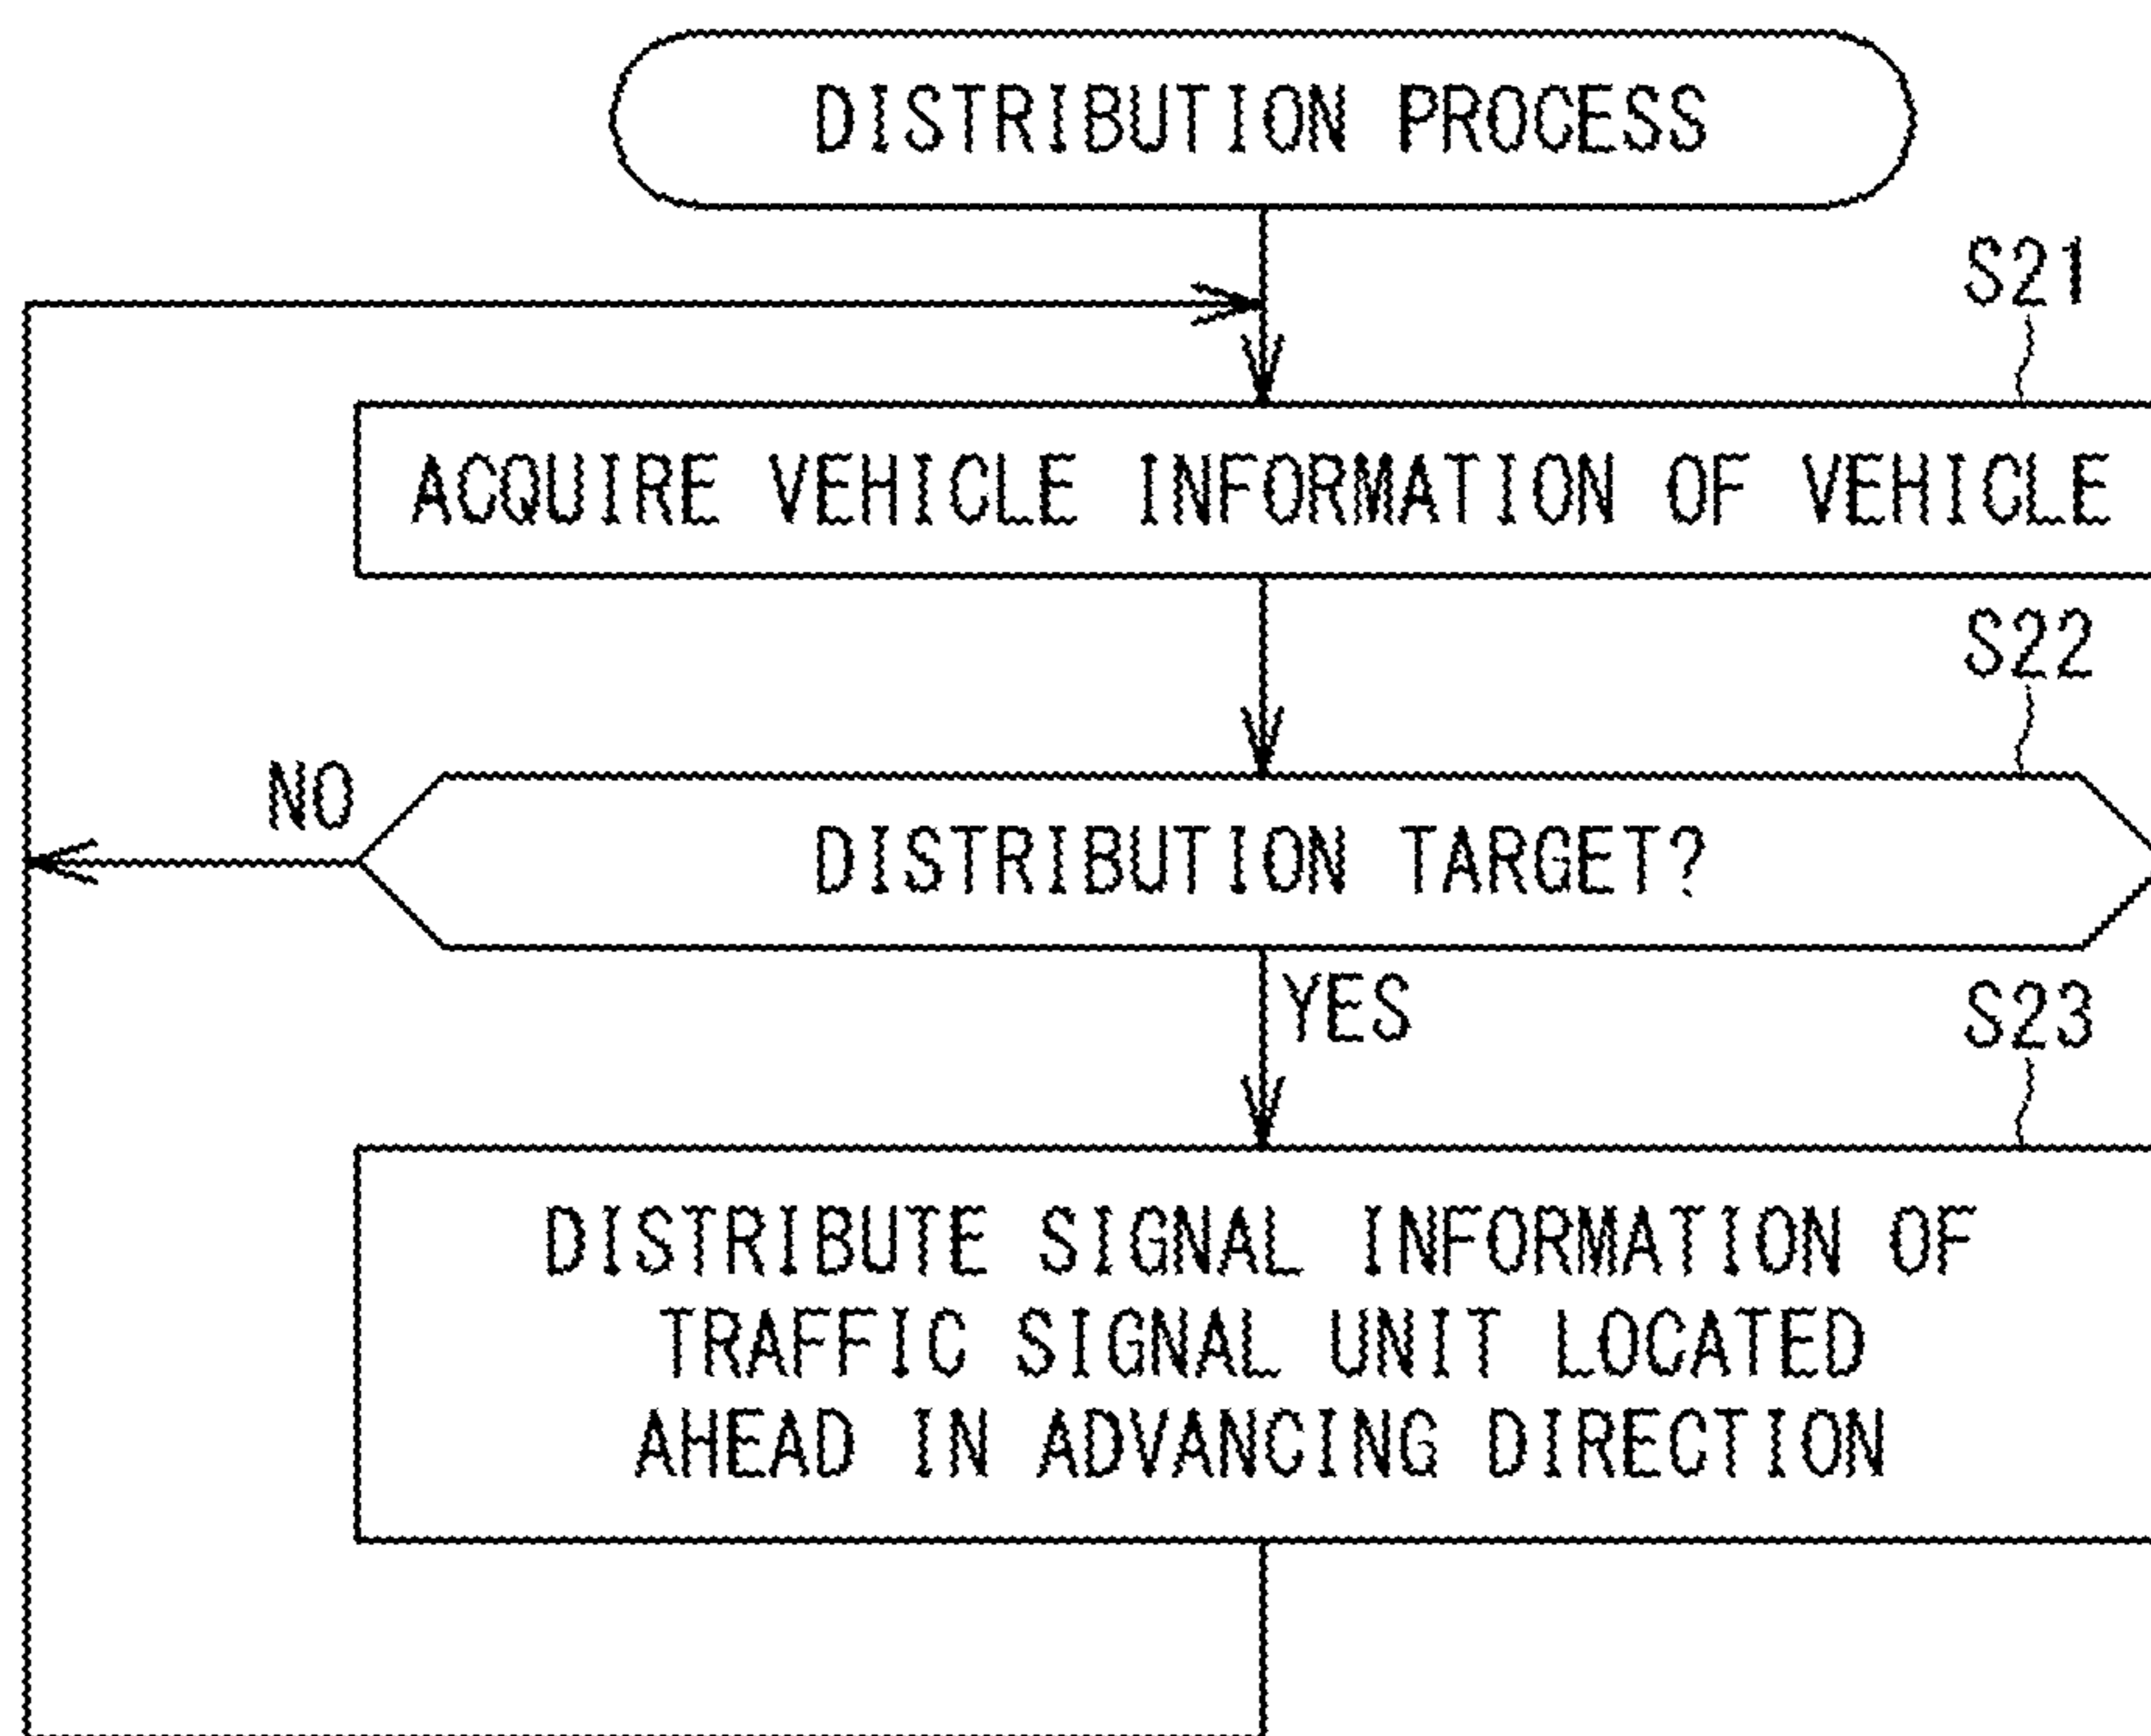 DISTRIBUTION PROCESS
S21
ACQUIRE VEHICLE INFORMATION OF VEHICLE
S22
NO
DISTRIBUTION TARGET?
YES
S23
DISTRIBUTE SIGNAL INFORMATION OF
TRAFFIC SIGNAL UNIT LOCATED
AHEAD IN ADVANCING DIRECTION